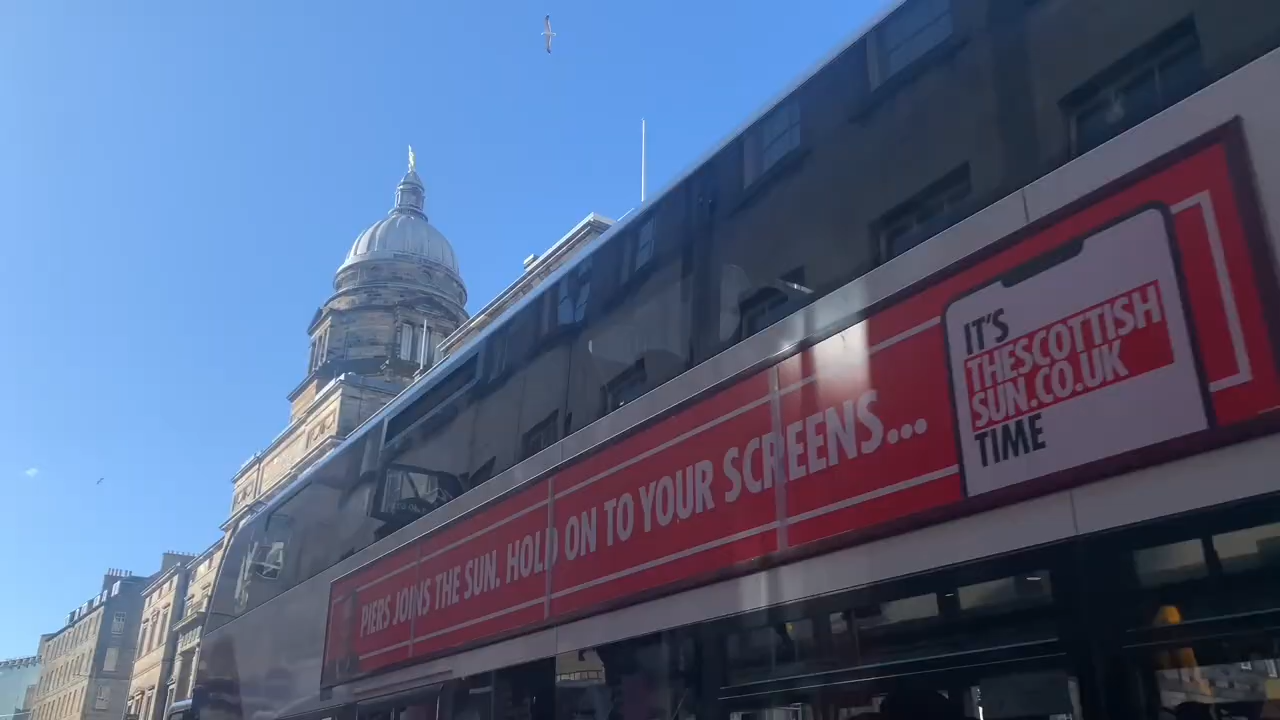 PIERS JOINS THE SUN. HOLD ON TO YOUR SCREENS...
IT'S
THESCOTTISH
SUN.CO.UK
TIME